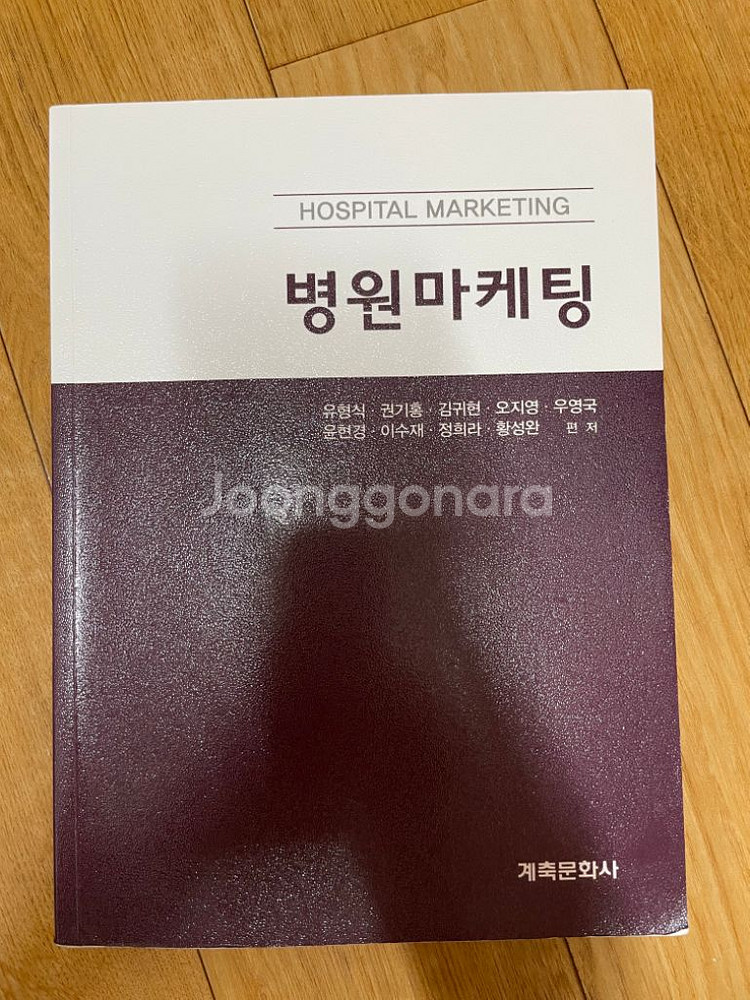 HOSPITAL MARKETING
병원마케팅
유형식 · 권기홍 · 김귀현 · 오지영 · 우영국
윤현경 · 이수재 · 정희라 · 황성완 편 저
Joonggonara
계축문화사